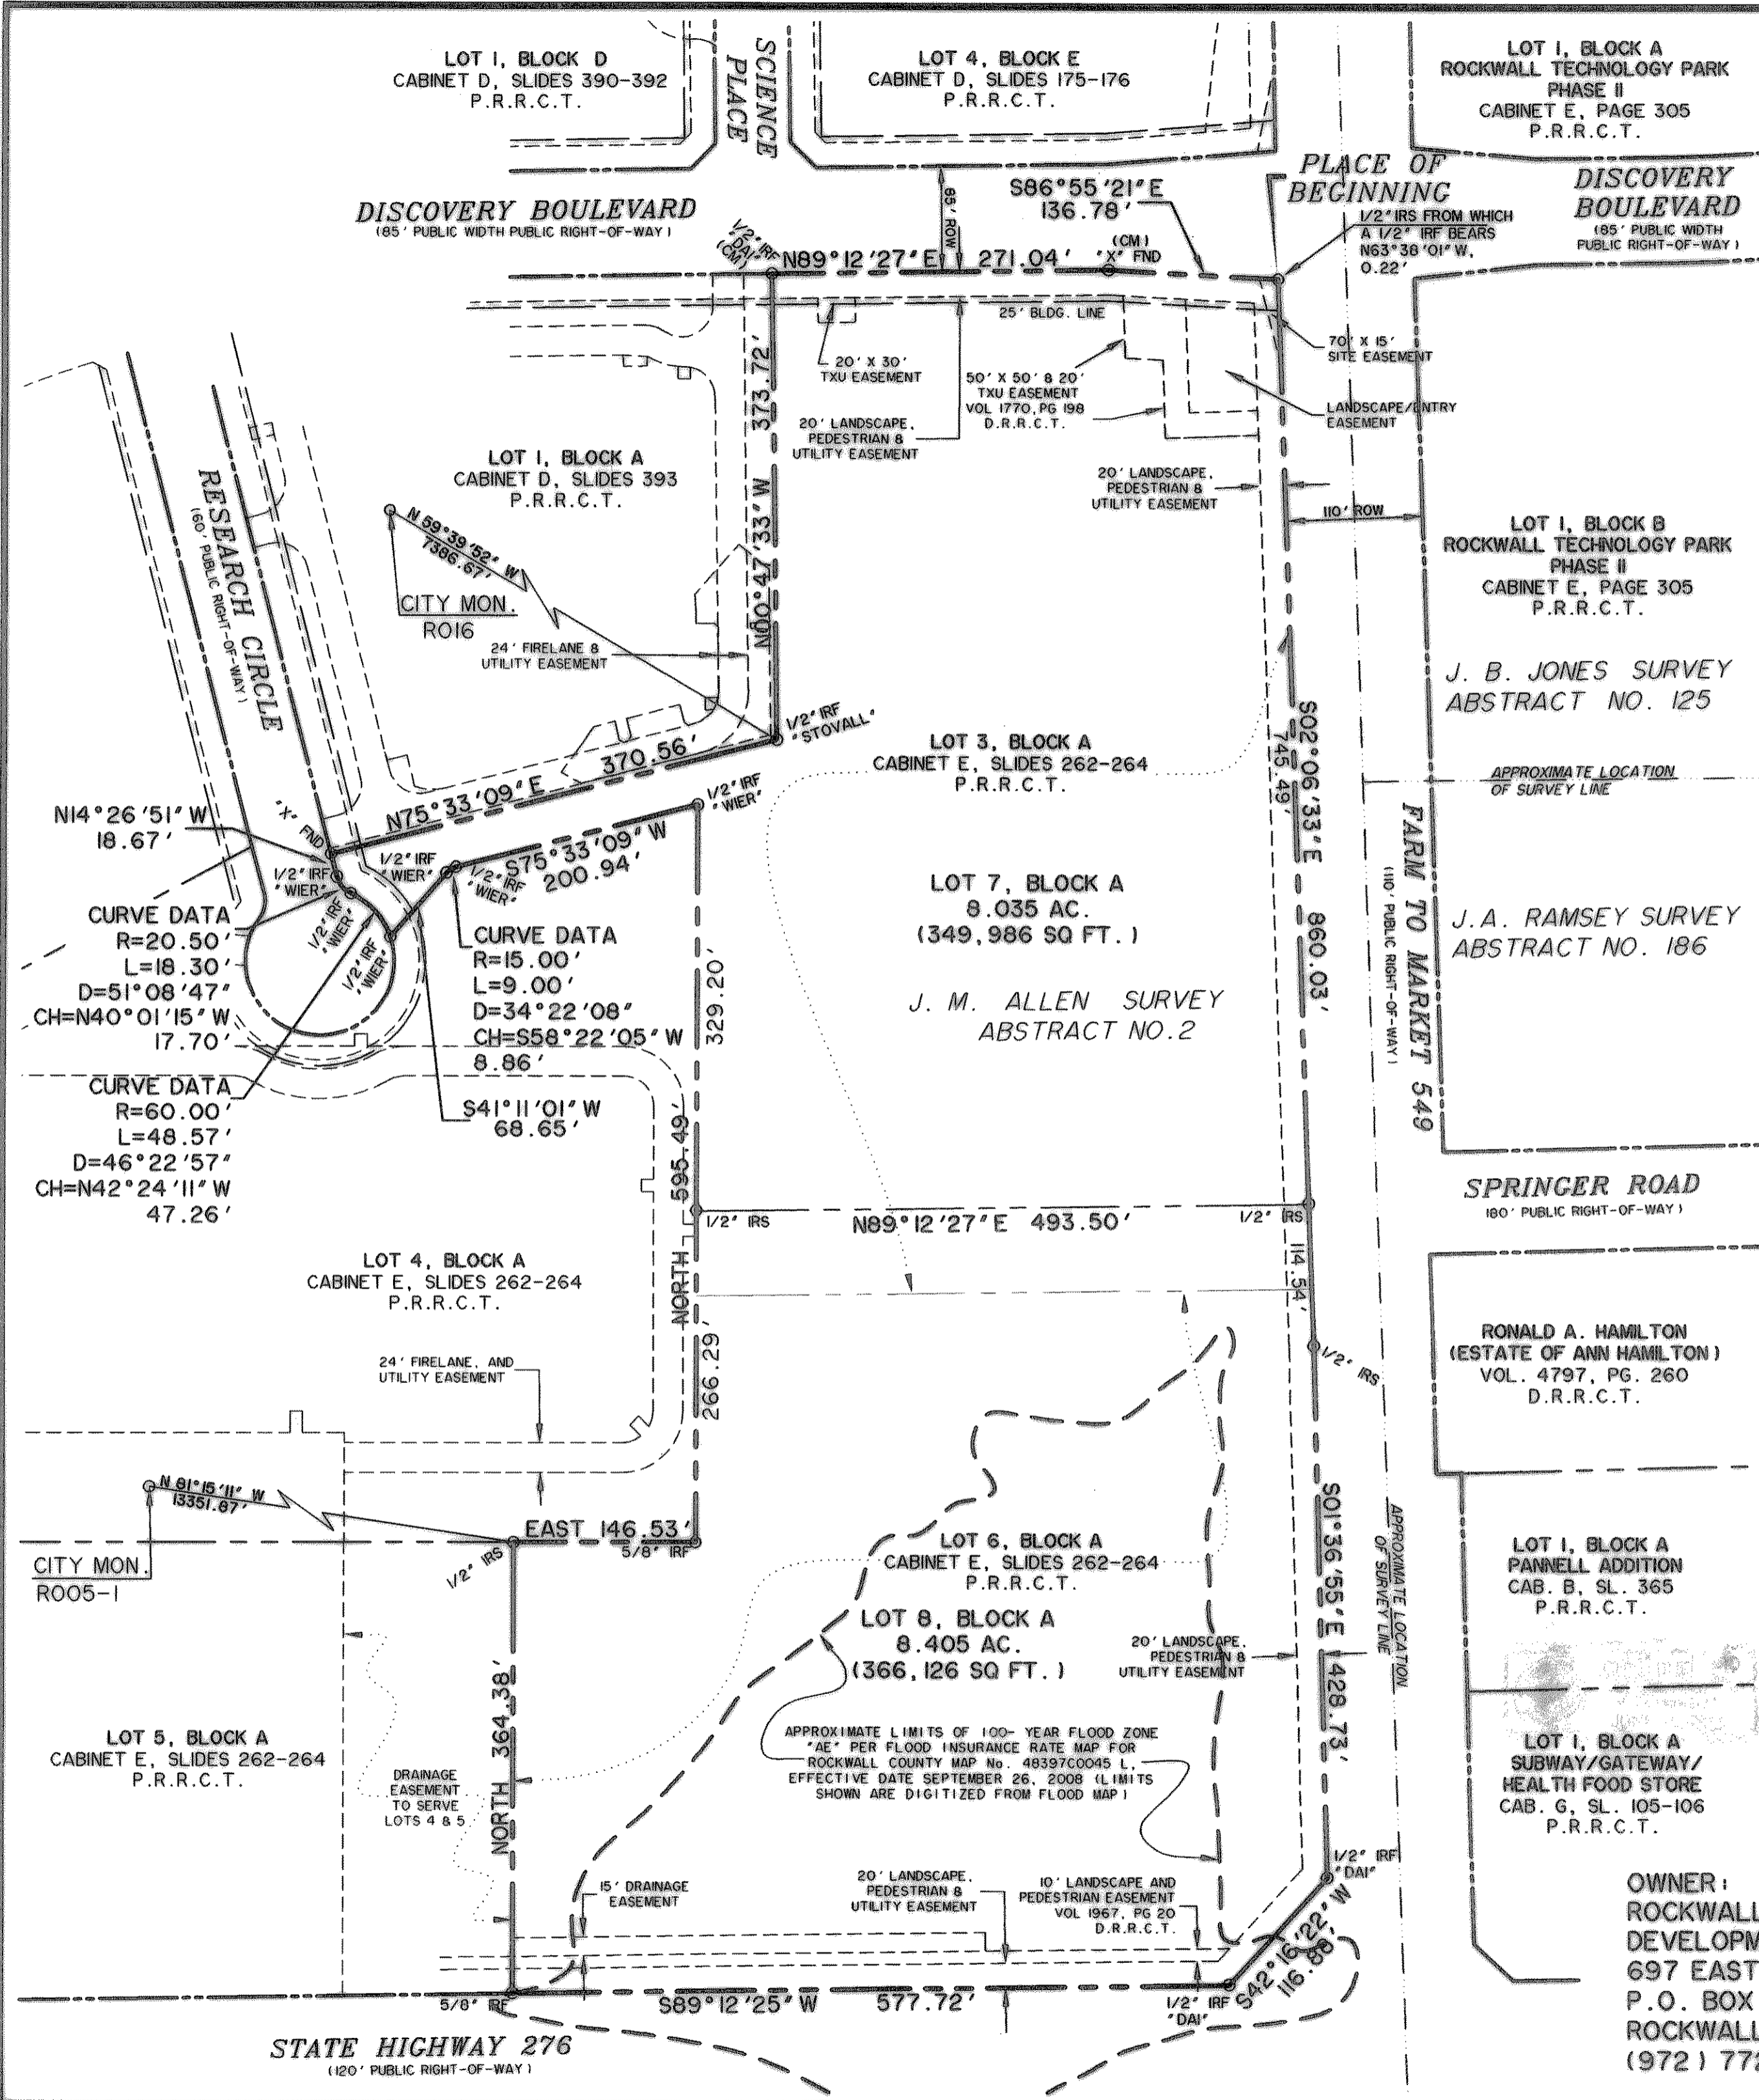 LOT 1, BLOCK D
CABINET D, SLIDES 390-392
P.R.R.C.T.
SCIENCE
PLACE
LOT 4, BLOCK E
CABINET D, SLIDES 175-176
P.R.R.C.T.
LOT 1, BLOCK A
ROCKWALL TECHNOLOGY PARK
PHASE II
CABINET E, PAGE 305
P.R.R.C.T.
DISCOVERY BOULEVARD
(85' PUBLIC WIDTH PUBLIC RIGHT-OF-WAY)
85' ROW
S86°55'21"E
136.78'
PLACE OF
BEGINNING
1/2" IRS FROM WHICH
A 1/2" IRF BEARS
N63°38'01"W,
0.22'
DISCOVERY
BOULEVARD
(85' PUBLIC WIDTH
PUBLIC RIGHT-OF-WAY)
1/2" IRF
"DAI"
(CM)
N89°12'27"E 271.04'
(CM)
"X" FND
25' BLDG. LINE
20' X 30'
TXU EASEMENT
50' X 50' & 20'
TXU EASEMENT
VOL 1770, PG 198
D.R.R.C.T.
70' X 15'
SITE EASEMENT
LANDSCAPE/ENTRY
EASEMENT
20' LANDSCAPE,
PEDESTRIAN &
UTILITY EASEMENT
N00°47'33"W 373.72'
LOT 1, BLOCK A
CABINET D, SLIDES 393
P.R.R.C.T.
20' LANDSCAPE,
PEDESTRIAN &
UTILITY EASEMENT
110' ROW
LOT 1, BLOCK B
ROCKWALL TECHNOLOGY PARK
PHASE II
CABINET E, PAGE 305
P.R.R.C.T.
RESEARCH CIRCLE
(60' PUBLIC RIGHT-OF-WAY)
N 59°39'52" W
7386.67'
CITY MON.
R016
24' FIRELANE &
UTILITY EASEMENT
J. B. JONES SURVEY
ABSTRACT NO. 125
1/2" IRF
"STOVALL"
LOT 3, BLOCK A
CABINET E, SLIDES 262-264
P.R.R.C.T.
S02°06'33"E 860.03'
745.49'
APPROXIMATE LOCATION
OF SURVEY LINE
N75°33'09"E 370.56'
1/2" IRF
"WIER"
N14°26'51"W
18.67'
"X" FND
1/2" IRF
"WIER"
1/2" IRF
"WIER"
1/2" IRF
"WIER"
S75°33'09"W
200.94'
1/2" IRF
"WIER"
1/2" IRF
"WIER"
LOT 7, BLOCK A
8.035 AC.
(349,986 SQ FT.)
FARM TO MARKET 549
(110' PUBLIC RIGHT-OF-WAY)
J.A. RAMSEY SURVEY
ABSTRACT NO. 186
CURVE DATA
R=20.50'
L=18.30'
D=51°08'47"
CH=N40°01'15"W
17.70'
CURVE DATA
R=15.00'
L=9.00'
D=34°22'08"
CH=S58°22'05"W
8.86'
329.20'
J. M. ALLEN SURVEY
ABSTRACT NO.2
CURVE DATA
R=60.00'
L=48.57'
D=46°22'57"
CH=N42°24'11"W
47.26'
S41°11'01"W
68.65'
NORTH 595.49'
SPRINGER ROAD
(80' PUBLIC RIGHT-OF-WAY)
1/2" IRS
N89°12'27"E 493.50'
1/2" IRS
114.54'
LOT 4, BLOCK A
CABINET E, SLIDES 262-264
P.R.R.C.T.
266.29'
1/2" IRS
RONALD A. HAMILTON
(ESTATE OF ANN HAMILTON)
VOL. 4797, PG. 260
D.R.R.C.T.
24' FIRELANE, AND
UTILITY EASEMENT
N 81°15'11" W
13351.87'
CITY MON.
R005-1
1/2" IRS
EAST 146.53'
5/8" IRF
LOT 6, BLOCK A
CABINET E, SLIDES 262-264
P.R.R.C.T.
S01°36'55"E 428.73'
APPROXIMATE LOCATION
OF SURVEY LINE
LOT 1, BLOCK A
PANNELL ADDITION
CAB. B, SL. 365
P.R.R.C.T.
LOT 8, BLOCK A
8.405 AC.
(366,126 SQ FT.)
20' LANDSCAPE,
PEDESTRIAN &
UTILITY EASEMENT
NORTH 364.38'
LOT 5, BLOCK A
CABINET E, SLIDES 262-264
P.R.R.C.T.
DRAINAGE
EASEMENT
TO SERVE
LOTS 4 & 5
APPROXIMATE LIMITS OF 100- YEAR FLOOD ZONE
"AE" PER FLOOD INSURANCE RATE MAP FOR
ROCKWALL COUNTY MAP No. 48397C0045 L,
EFFECTIVE DATE SEPTEMBER 26, 2008 (LIMITS
SHOWN ARE DIGITIZED FROM FLOOD MAP)
LOT 1, BLOCK A
SUBWAY/GATEWAY/
HEALTH FOOD STORE
CAB. G, SL. 105-106
P.R.R.C.T.
15' DRAINAGE
EASEMENT
20' LANDSCAPE,
PEDESTRIAN &
UTILITY EASEMENT
10' LANDSCAPE AND
PEDESTRIAN EASEMENT
VOL 1967, PG 20
D.R.R.C.T.
1/2" IRF
"DAI"
S42°16'22"W
116.88'
5/8" IRF
S89°12'25"W 577.72'
1/2" IRF
"DAI"
STATE HIGHWAY 276
(120' PUBLIC RIGHT-OF-WAY)
OWNER:
ROCKWALL
DEVELOPM
697 EAST
P.O. BOX
ROCKWALL
(972) 772